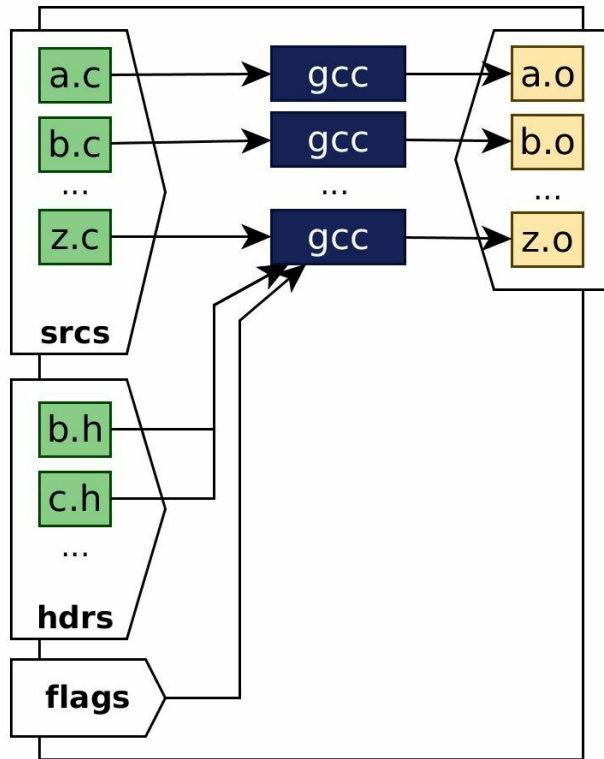 a.c gcc a.o
b.c gcc b.o
... ... ...
z.c gcc z.o
srcs
b.h
c.h
...
hdrs
flags